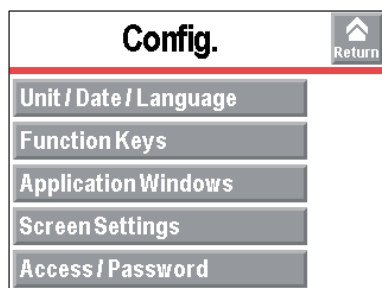 Config.
Return
Unit / Date / Language
Function Keys
Application Windows
Screen Settings
Access / Password